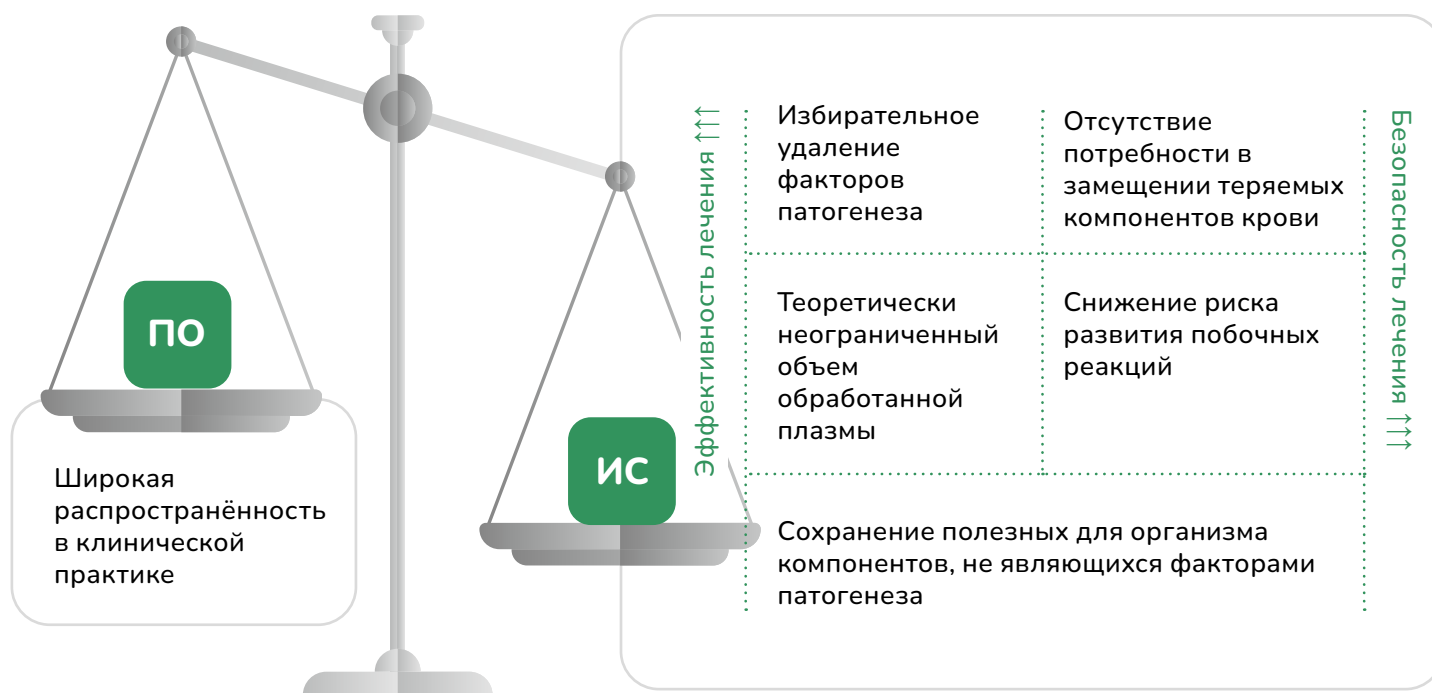 ПО
Широкая
распространённость
в клинической
практике
ИС
Эффективность лечения ↑↑↑
Избирательное
удаление
факторов
патогенеза
Отсутствие
потребности в
замещении теряемых
компонентов крови
Теоретически
неограниченный
объем
обработанной
плазмы
Снижение риска
развития побочных
реакций
Сохранение полезных для организма
компонентов, не являющихся факторами
патогенеза
Безопасность лечения ↑↑↑